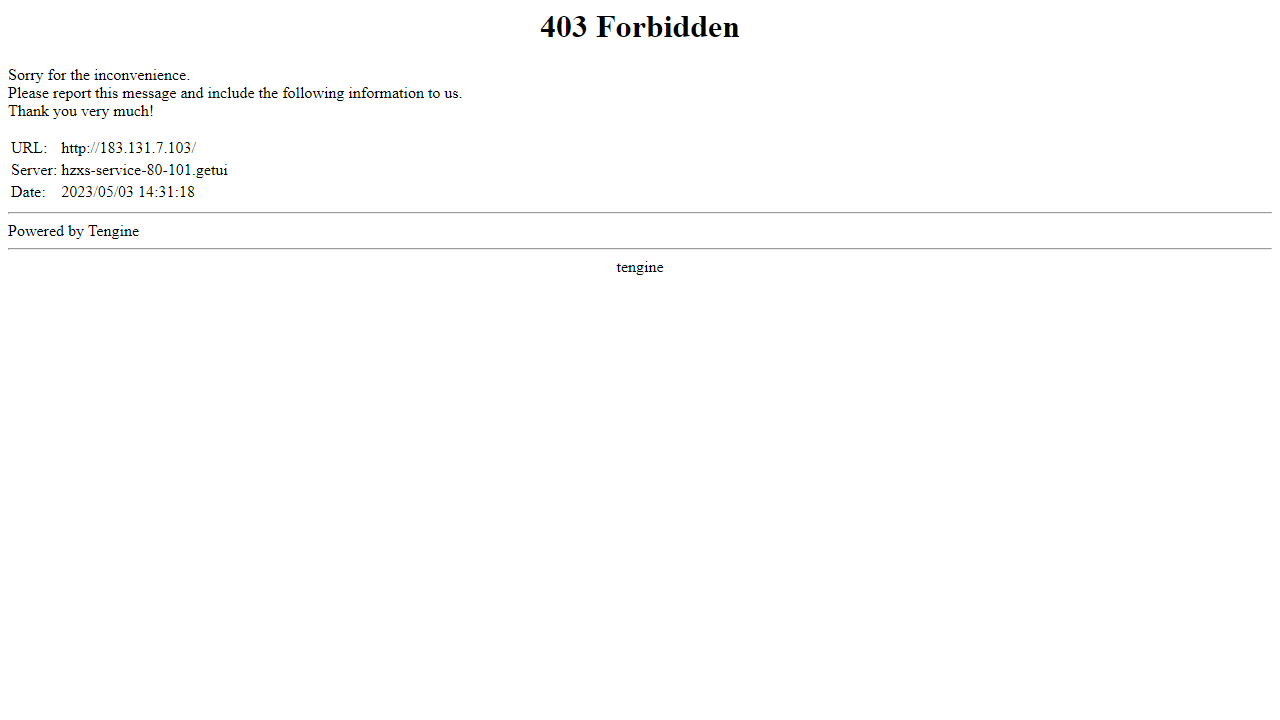 403 Forbidden
Sorry for the inconvenience.
Please report this message and include the following information to us.
Thank you very much!
URL: http://183.131.7.103/
Server: hzxs-service-80-101.getui
Date: 2023/05/03 14:31:18
Powered by Tengine
tengine